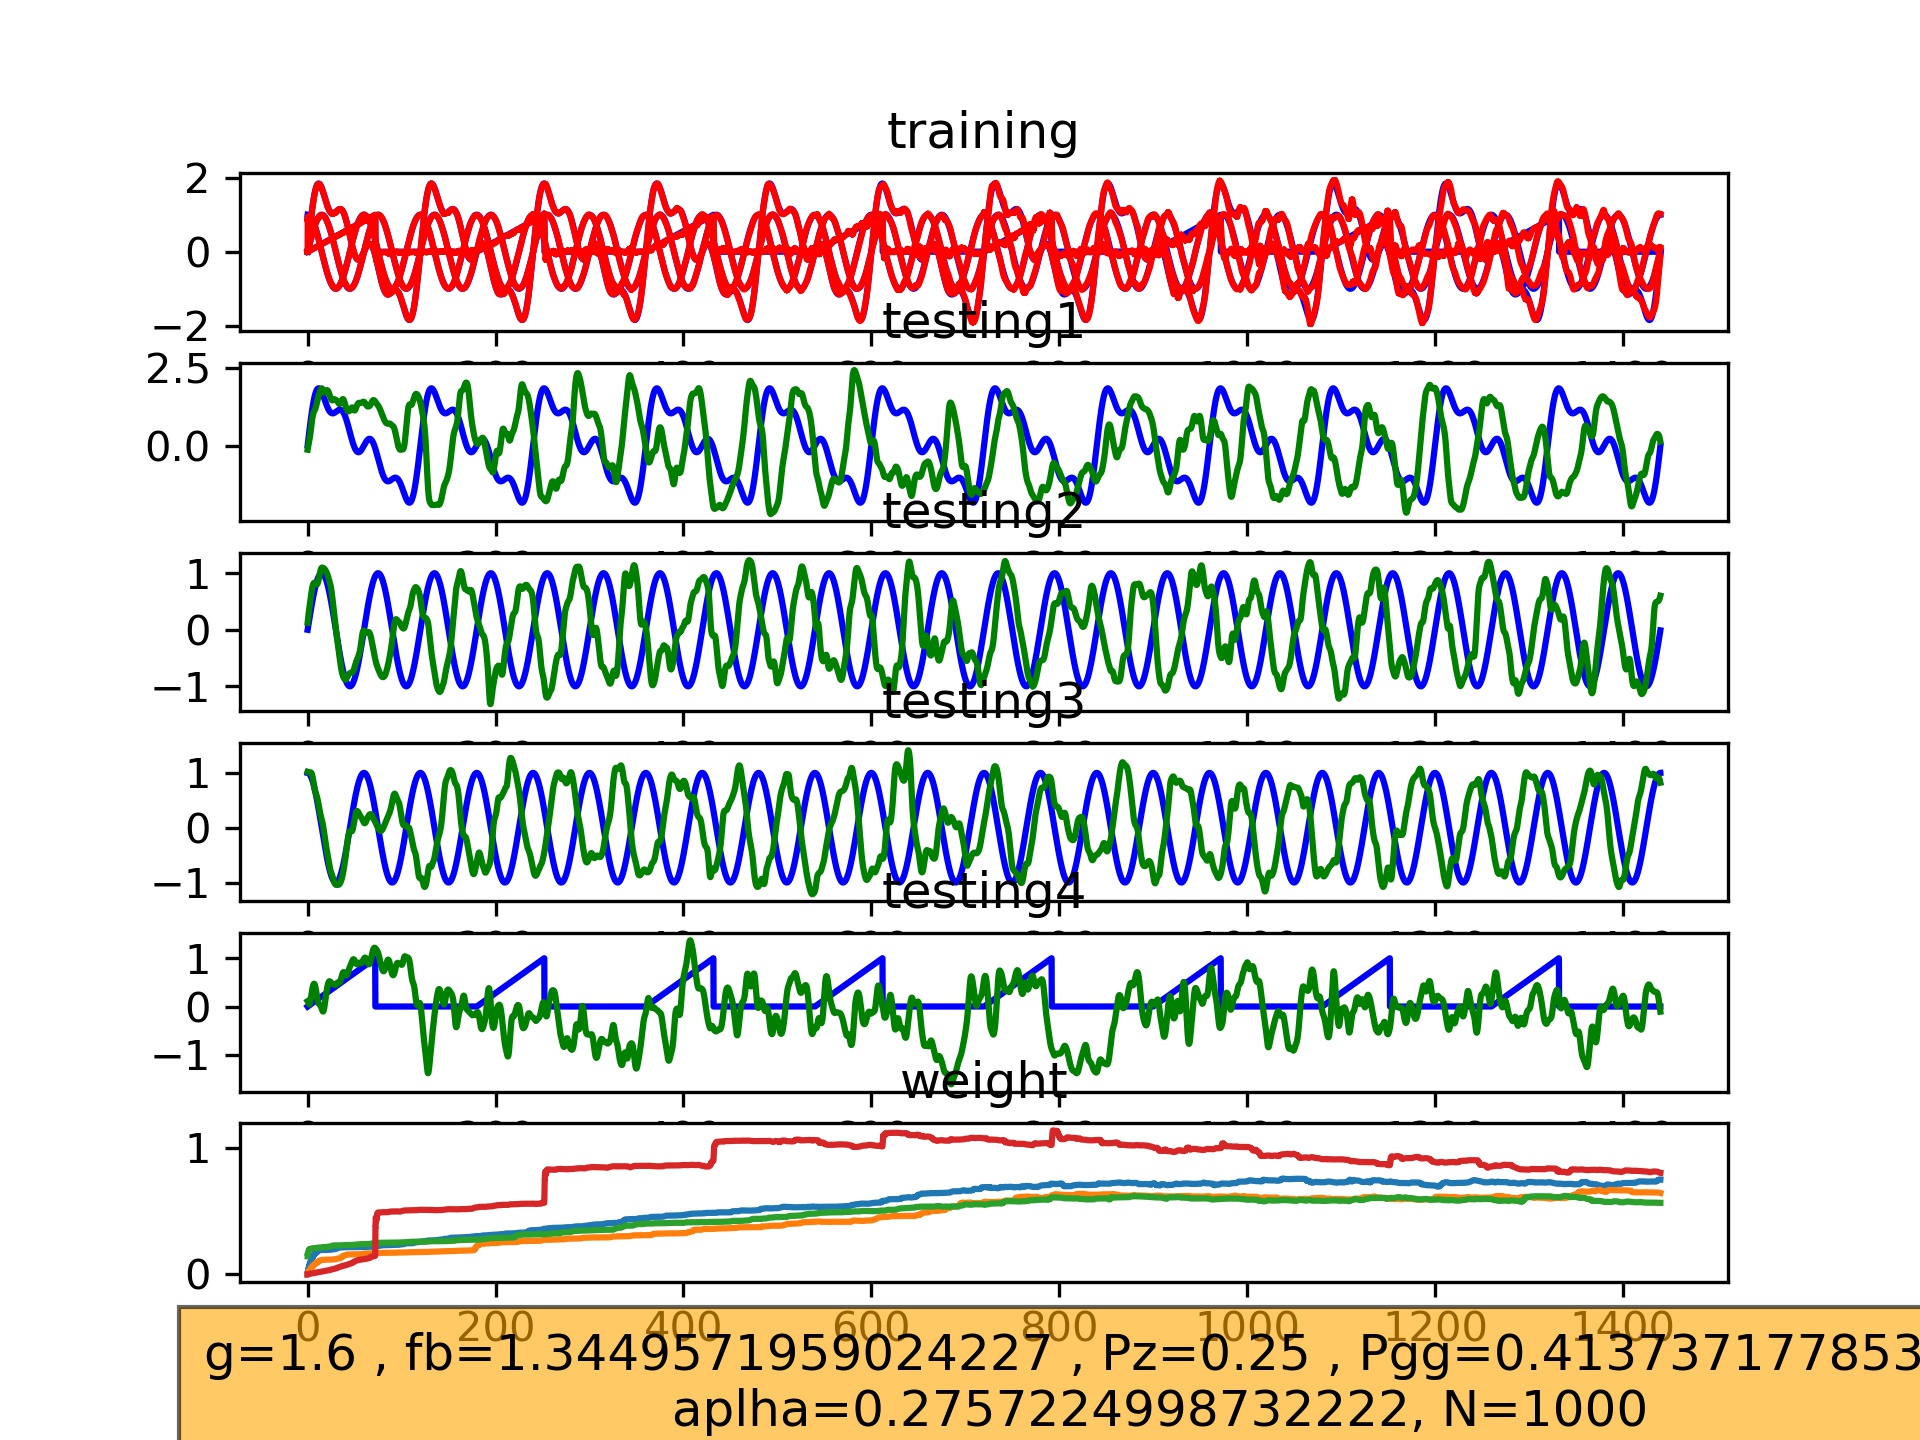 training
2
0
−2
testing1
2.5
0.0
testing2
1
0
−1
testing3
1
0
−1
testing4
1
0
−1
weight
1
0
0 200 400 600 800 1000 1200 1400
g=1.6 , fb=1.3449571959024227 , Pz=0.25 , Pgg=0.413737177853
aplha=0.2757224998732222, N=1000